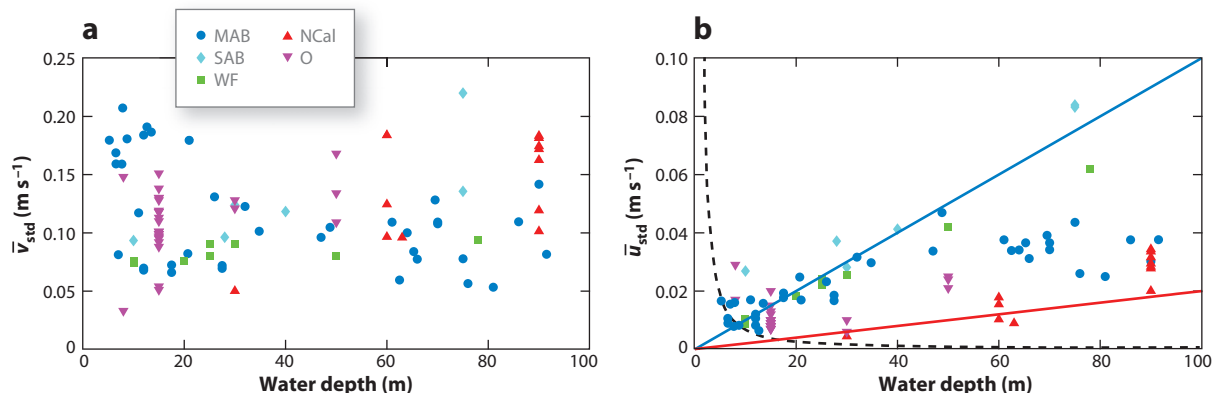 a
MAB
NCal
SAB
O
WF
0.25
0.20
0.15
0.10
0.05
0
v̅std (m s−1)
0
20
40
60
80
100
Water depth (m)
b
0.10
0.08
0.06
0.04
0.02
0
u̅std (m s−1)
0
20
40
60
80
100
Water depth (m)